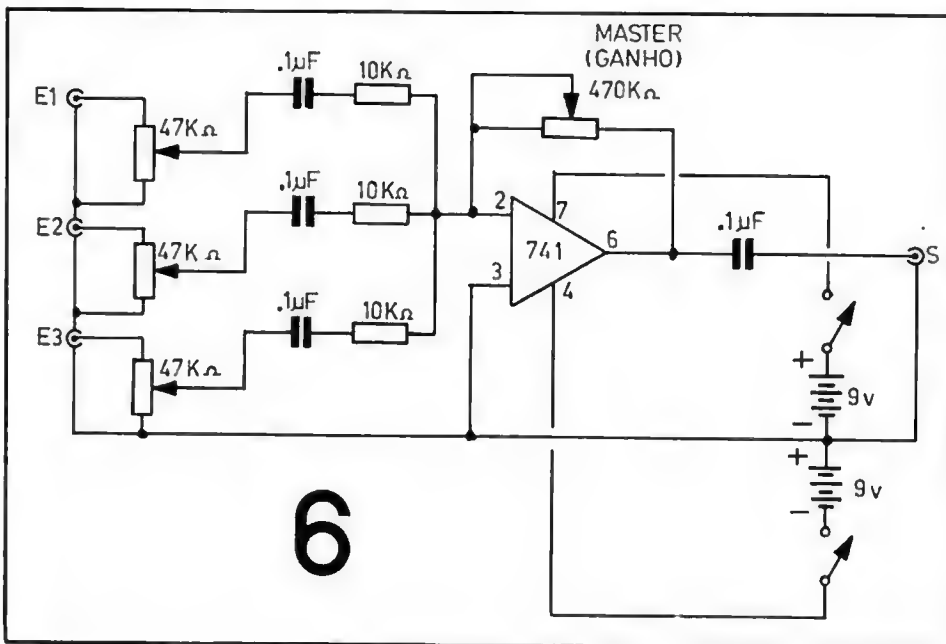 MASTER
(GANHO)
470KΩ
E1
47KΩ
.1µF
10KΩ
E2
47KΩ
.1µF
10KΩ
E3
47KΩ
.1µF
10KΩ
2
3
741
7
6
4
.1µF
S
+
9v
-
+
9v
-
6